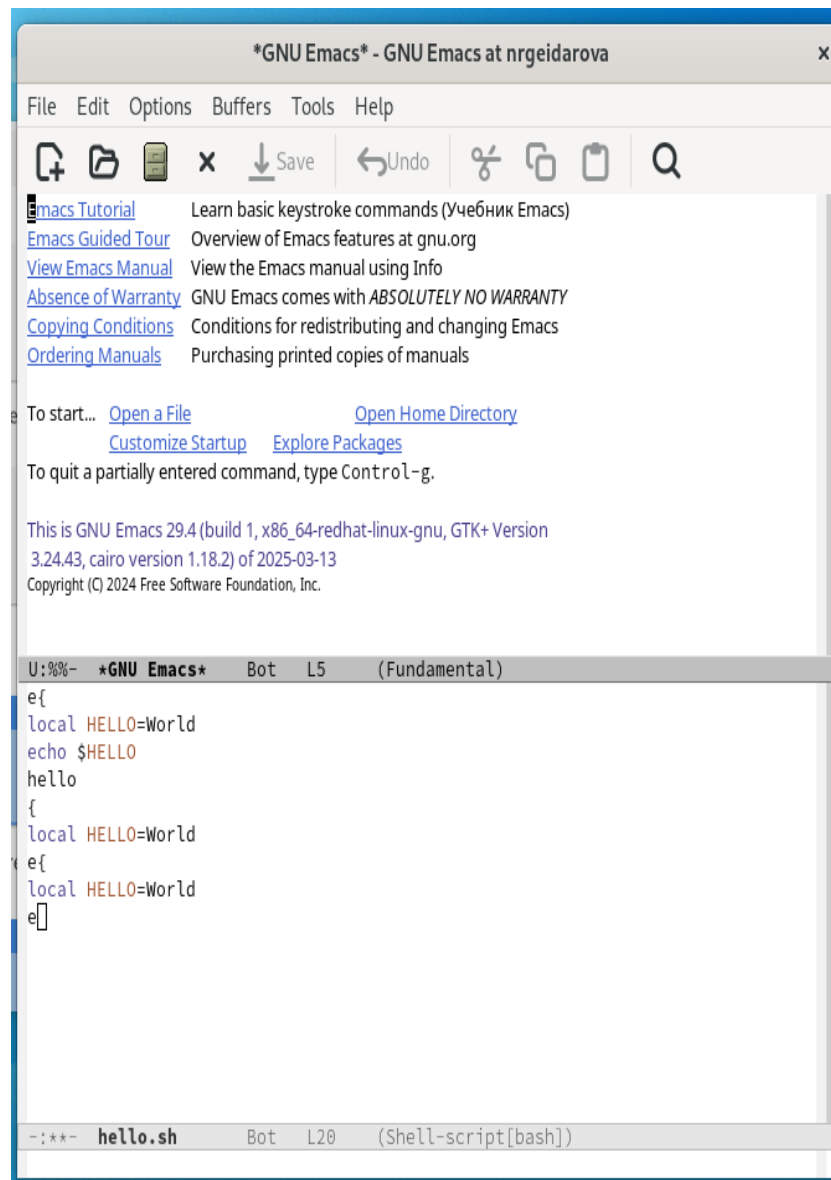 *GNU Emacs* - GNU Emacs at nrgeidarova x
File Edit Options Buffers Tools Help
Save Undo
Emacs Tutorial Learn basic keystroke commands (Учебник Emacs)
Emacs Guided Tour Overview of Emacs features at gnu.org
View Emacs Manual View the Emacs manual using Info
Absence of Warranty GNU Emacs comes with ABSOLUTELY NO WARRANTY
Copying Conditions Conditions for redistributing and changing Emacs
Ordering Manuals Purchasing printed copies of manuals
To start... Open a File Open Home Directory
Customize Startup Explore Packages
To quit a partially entered command, type Control-g.
This is GNU Emacs 29.4 (build 1, x86_64-redhat-linux-gnu, GTK+ Version
3.24.43, cairo version 1.18.2) of 2025-03-13
Copyright (C) 2024 Free Software Foundation, Inc.
U:%%- *GNU Emacs* Bot L5 (Fundamental)
e{
local HELLO=World
echo $HELLO
hello
{
local HELLO=World
e{
local HELLO=World
e
-:**- hello.sh Bot L20 (Shell-script[bash])